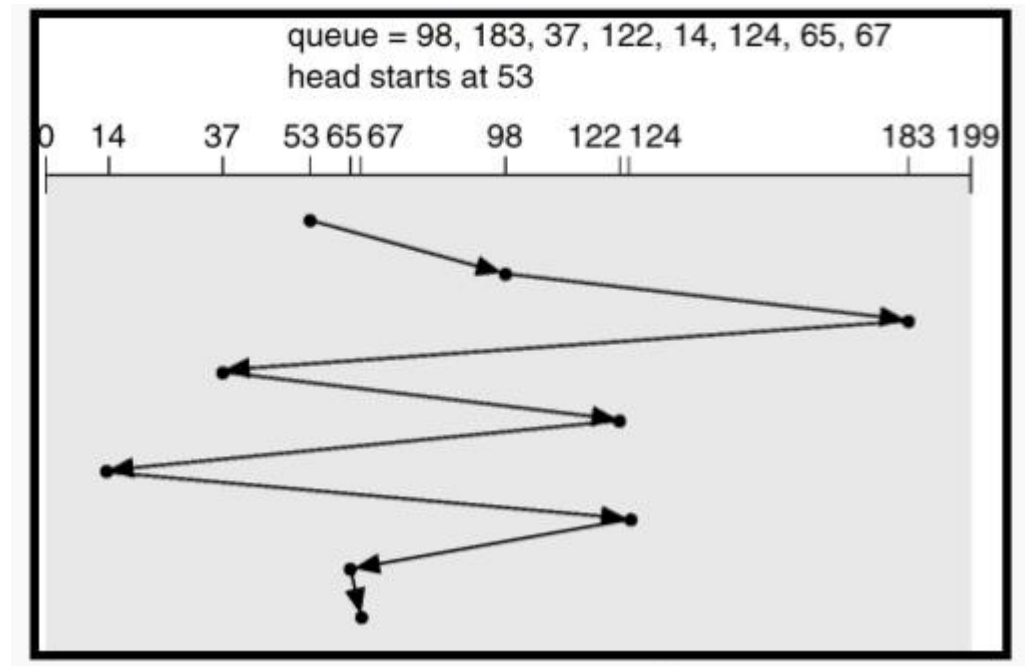 queue = 98, 183, 37, 122, 14, 124, 65, 67
head starts at 53
0 14 37 53 65 67 98 122 124 183 199